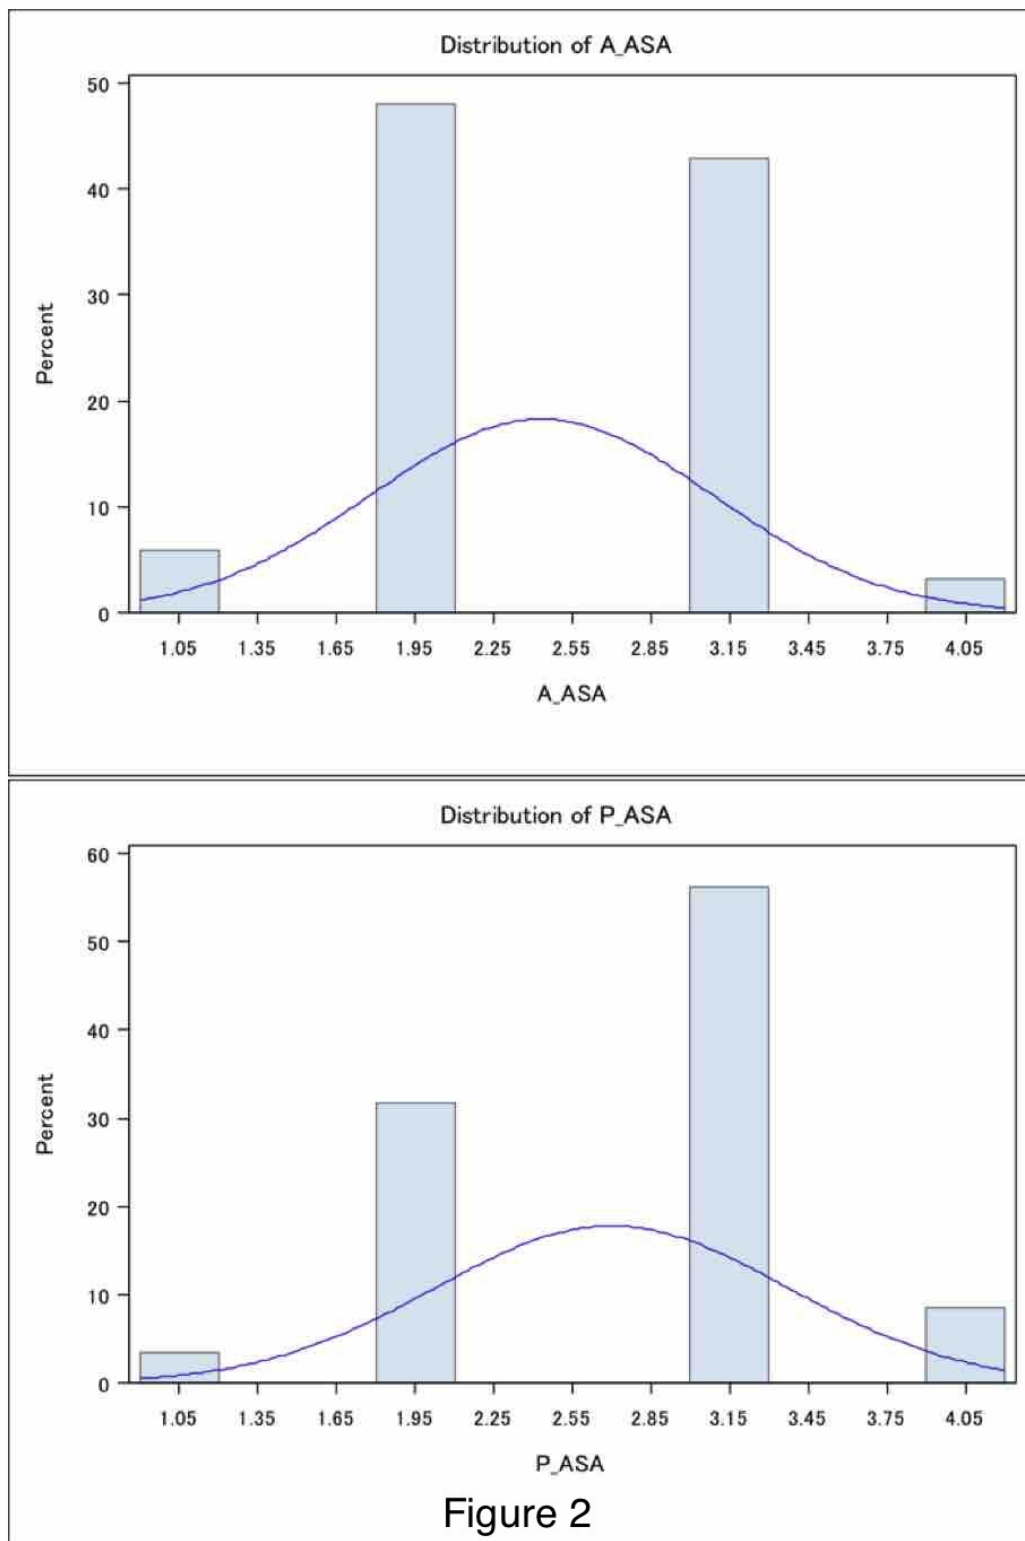 Distribution of A_ASA
50
40
30
20
10
0
Percent
1.05 1.35 1.65 1.95 2.25 2.55 2.85 3.15 3.45 3.75 4.05
A_ASA
Distribution of P_ASA
60
50
40
30
20
10
0
Percent
1.05 1.35 1.65 1.95 2.25 2.55 2.85 3.15 3.45 3.75 4.05
P_ASA
Figure 2